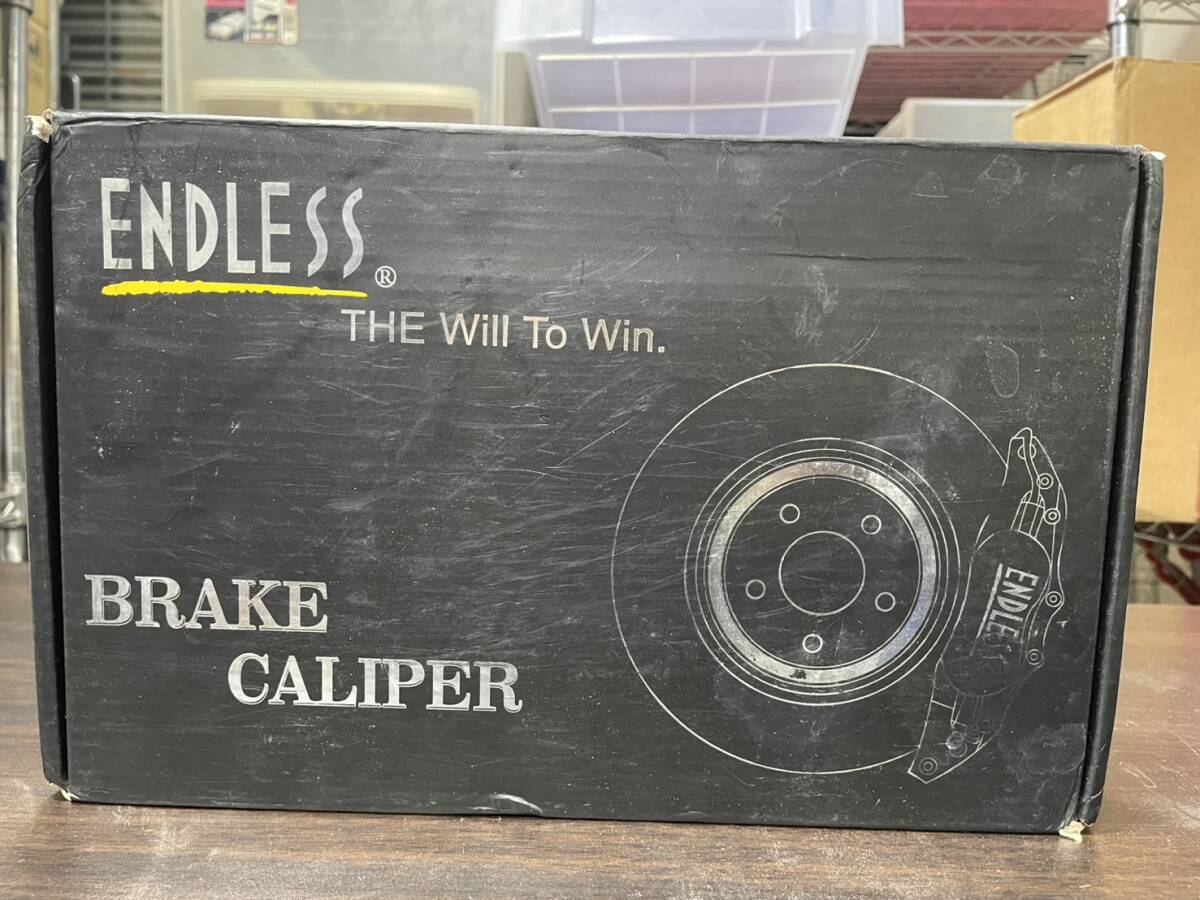 ENDLESS®
THE Will To Win.
BRAKE
CALIPER
ENDLESS